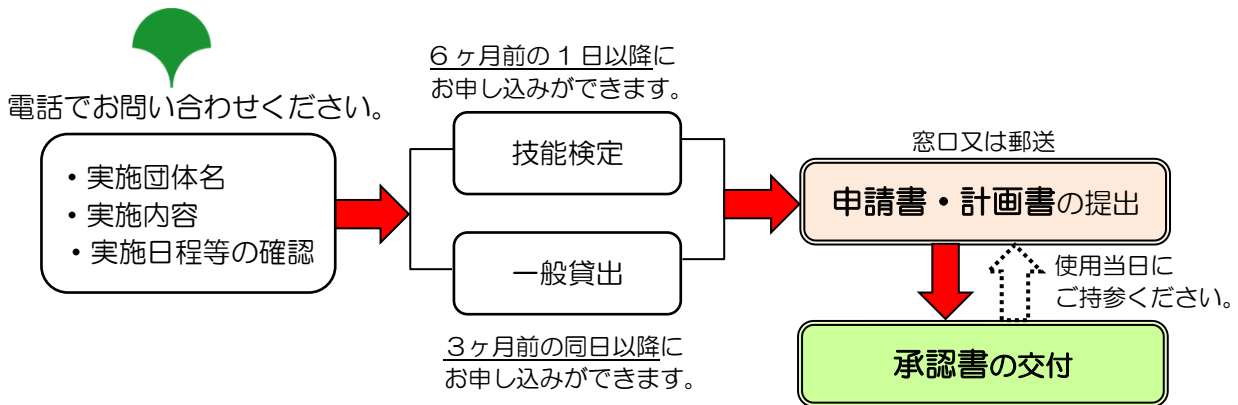 電話でお問い合わせください。
・実施団体名
・実施内容
・実施日程等の確認
６ヶ月前の１日以降に
お申し込みができます。
技能検定
一般貸出
３ヶ月前の同日以降に
お申し込みができます。
窓口又は郵送
申請書・計画書の提出
使用当日に
ご持参ください。
承認書の交付